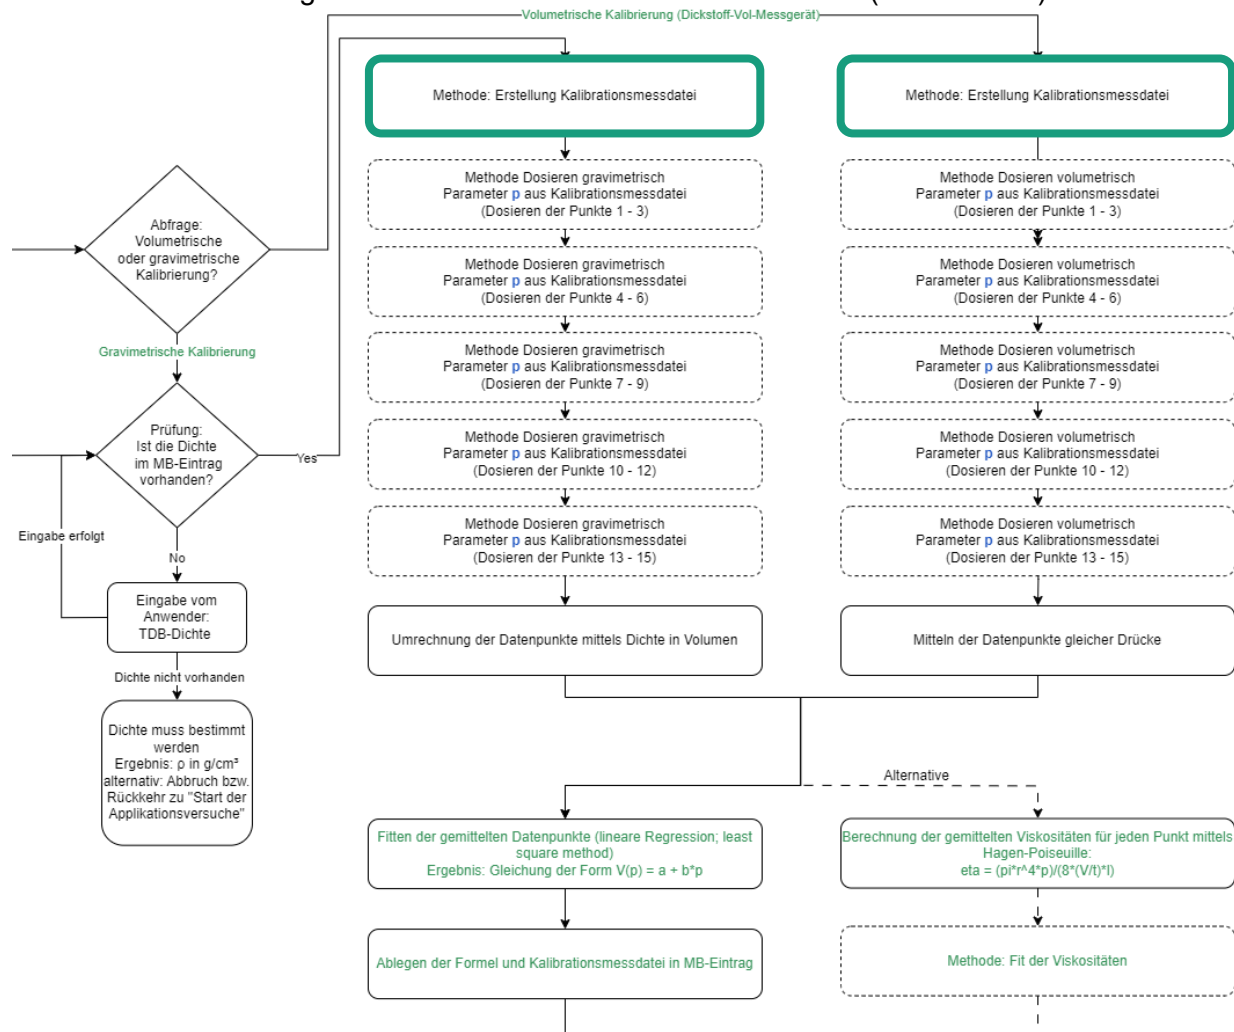 Volumetrische Kalibrierung (Dickstoff-Vol-Messgerät)
Methode: Erstellung Kalibrationsmessdatei
Methode: Erstellung Kalibrationsmessdatei
Abfrage:
Volumetrische
oder gravimetrische
Kalibrierung?
Gravimetrische Kalibrierung
Prüfung:
Ist die Dichte
im MB-Eintrag
vorhanden?
Yes
Eingabe erfolgt
No
Eingabe vom
Anwender:
TDB-Dichte
Dichte nicht vorhanden
Dichte muss bestimmt
werden
Ergebnis: ρ in g/cm³
alternativ: Abbruch bzw.
Rückkehr zu "Start der
Applikationsversuche"
Methode Dosieren gravimetrisch
Parameter p aus Kalibrationsmessdatei
(Dosieren der Punkte 1 - 3)
Methode Dosieren gravimetrisch
Parameter p aus Kalibrationsmessdatei
(Dosieren der Punkte 4 - 6)
Methode Dosieren gravimetrisch
Parameter p aus Kalibrationsmessdatei
(Dosieren der Punkte 7 - 9)
Methode Dosieren gravimetrisch
Parameter p aus Kalibrationsmessdatei
(Dosieren der Punkte 10 - 12)
Methode Dosieren gravimetrisch
Parameter p aus Kalibrationsmessdatei
(Dosieren der Punkte 13 - 15)
Umrechnung der Datenpunkte mittels Dichte in Volumen
Methode Dosieren volumetrisch
Parameter p aus Kalibrationsmessdatei
(Dosieren der Punkte 1 - 3)
Methode Dosieren volumetrisch
Parameter p aus Kalibrationsmessdatei
(Dosieren der Punkte 4 - 6)
Methode Dosieren volumetrisch
Parameter p aus Kalibrationsmessdatei
(Dosieren der Punkte 7 - 9)
Methode Dosieren volumetrisch
Parameter p aus Kalibrationsmessdatei
(Dosieren der Punkte 10 - 12)
Methode Dosieren volumetrisch
Parameter p aus Kalibrationsmessdatei
(Dosieren der Punkte 13 - 15)
Mitteln der Datenpunkte gleicher Drücke
Alternative
Fitten der gemittelten Datenpunkte (lineare Regression; least
square method)
Ergebnis: Gleichung der Form V(p) = a + b*p
Ablegen der Formel und Kalibrationsmessdatei in MB-Eintrag
Berechnung der gemittelten Viskositäten für jeden Punkt mittels
Hagen-Poiseuille:
eta = (pi*r^4*p)/(8*(V/t)*l)
Methode: Fit der Viskositäten